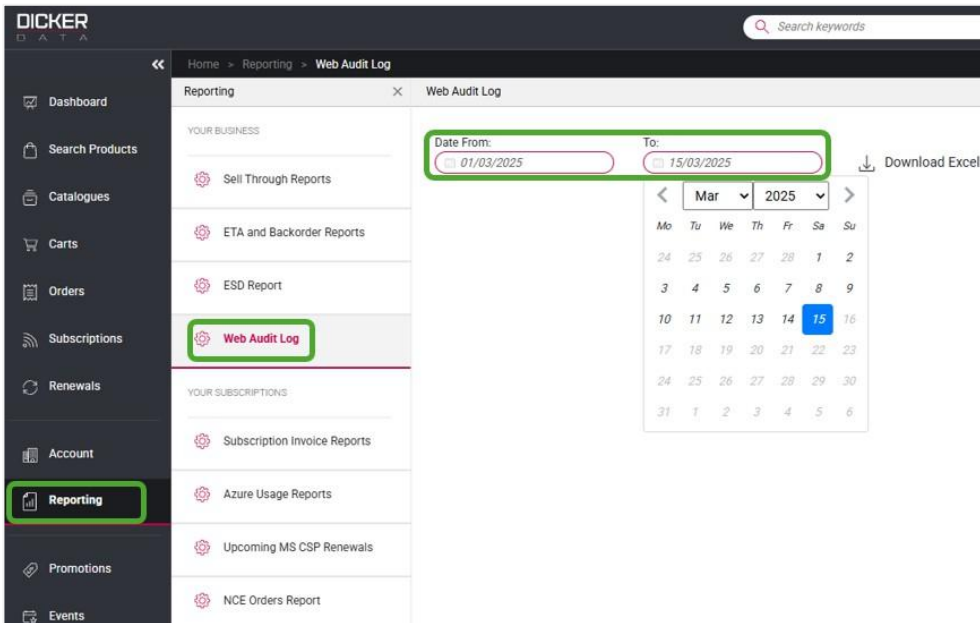 DICKER
DATA
Search keywords
«
Home > Reporting > Web Audit Log
Dashboard
Search Products
Catalogues
Carts
Orders
Subscriptions
Renewals
Account
Reporting
Promotions
Events
Reporting ×
YOUR BUSINESS
Sell Through Reports
ETA and Backorder Reports
ESD Report
Web Audit Log
YOUR SUBSCRIPTIONS
Subscription Invoice Reports
Azure Usage Reports
Upcoming MS CSP Renewals
NCE Orders Report
Web Audit Log
Date From: To:
01/03/2025 15/03/2025
Download Excel
Mar 2025
Mo Tu We Th Fr Sa Su
24 25 26 27 28 1 2
3 4 5 6 7 8 9
10 11 12 13 14 15 16
17 18 19 20 21 22 23
24 25 26 27 28 29 30
31 1 2 3 4 5 6